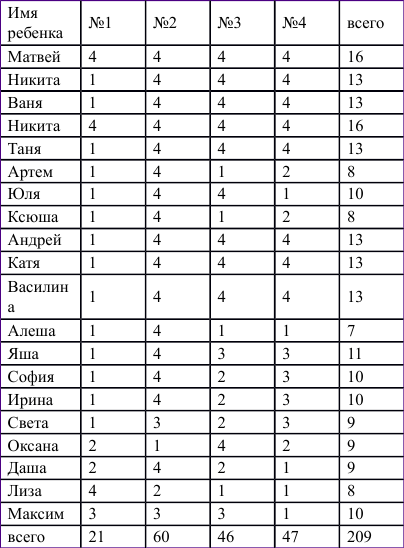 Имя ребенка №1 №2 №3 №4 всего
Матвей 4 4 4 4 16
Никита 1 4 4 4 13
Ваня 1 4 4 4 13
Никита 4 4 4 4 16
Таня 1 4 4 4 13
Артем 1 4 1 2 8
Юля 1 4 4 1 10
Ксюша 1 4 1 2 8
Андрей 1 4 4 4 13
Катя 1 4 4 4 13
Василина 1 4 4 4 13
Алеша 1 4 1 1 7
Яша 1 4 3 3 11
София 1 4 2 3 10
Ирина 1 4 2 3 10
Света 1 3 2 3 9
Оксана 2 1 4 2 9
Даша 2 4 2 1 9
Лиза 4 2 1 1 8
Максим 3 3 3 1 10
всего 21 60 46 47 209